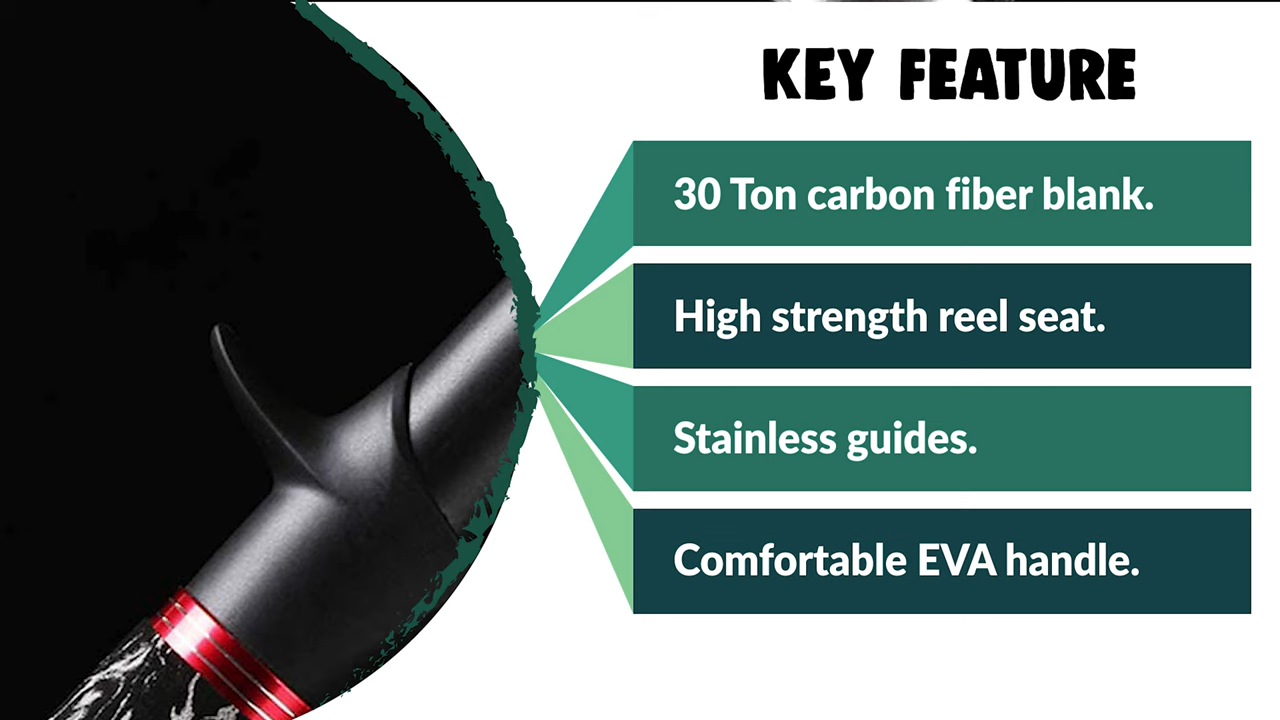 KEY FEATURE
30 Ton carbon fiber blank.
High strength reel seat.
Stainless guides.
Comfortable EVA handle.